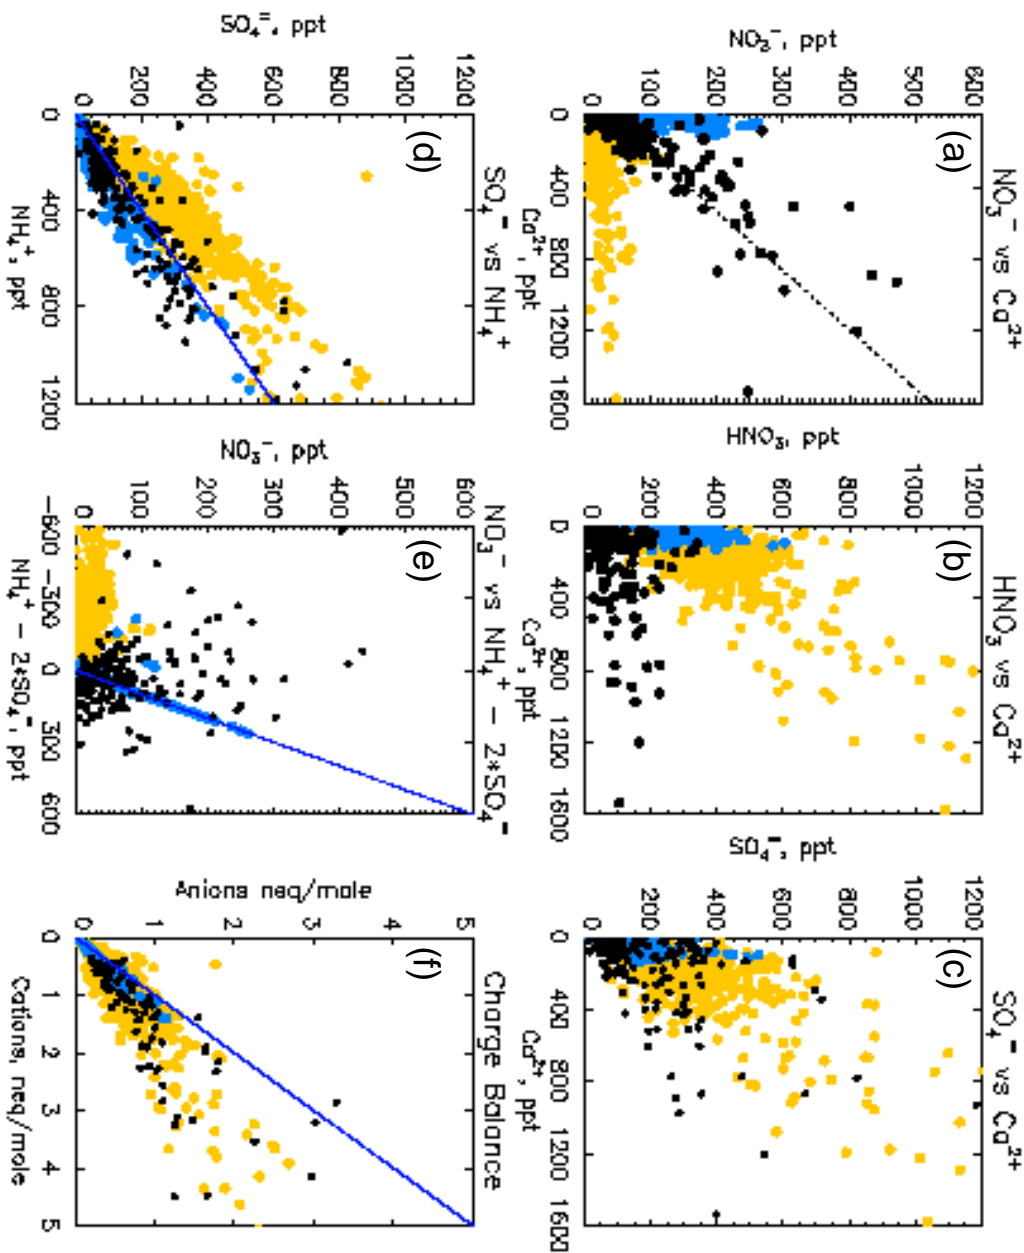 NO₃⁻ vs Ca²⁺
(a)
NO₃⁻, ppt
600
500
400
300
200
100
0
0 400 800 1200 1600
Ca²⁺, ppt
HNO₃ vs Ca²⁺
(b)
HNO₃, ppt
1200
1000
800
600
400
200
0
0 400 800 1200 1600
Ca²⁺, ppt
SO₄⁻ vs Ca²⁺
(c)
SO₄⁻, ppt
1200
1000
800
600
400
200
0
0 400 800 1200 1600
Ca²⁺, ppt
SO₄⁻ vs NH₄⁺
(d)
SO₄⁼, ppt
1200
1000
800
600
400
200
0
0 400 800 1200
NH₄⁺, ppt
NO₃⁻ vs NH₄⁺ − 2*SO₄⁻
(e)
NO₃⁻, ppt
600
500
400
300
200
100
0
−600 −300 0 300 600
NH₄⁺ − 2*SO₄⁻, ppt
Charge Balance
(f)
Anions neq/mole
5
4
3
2
1
0
0 1 2 3 4 5
Cations, neq/mole